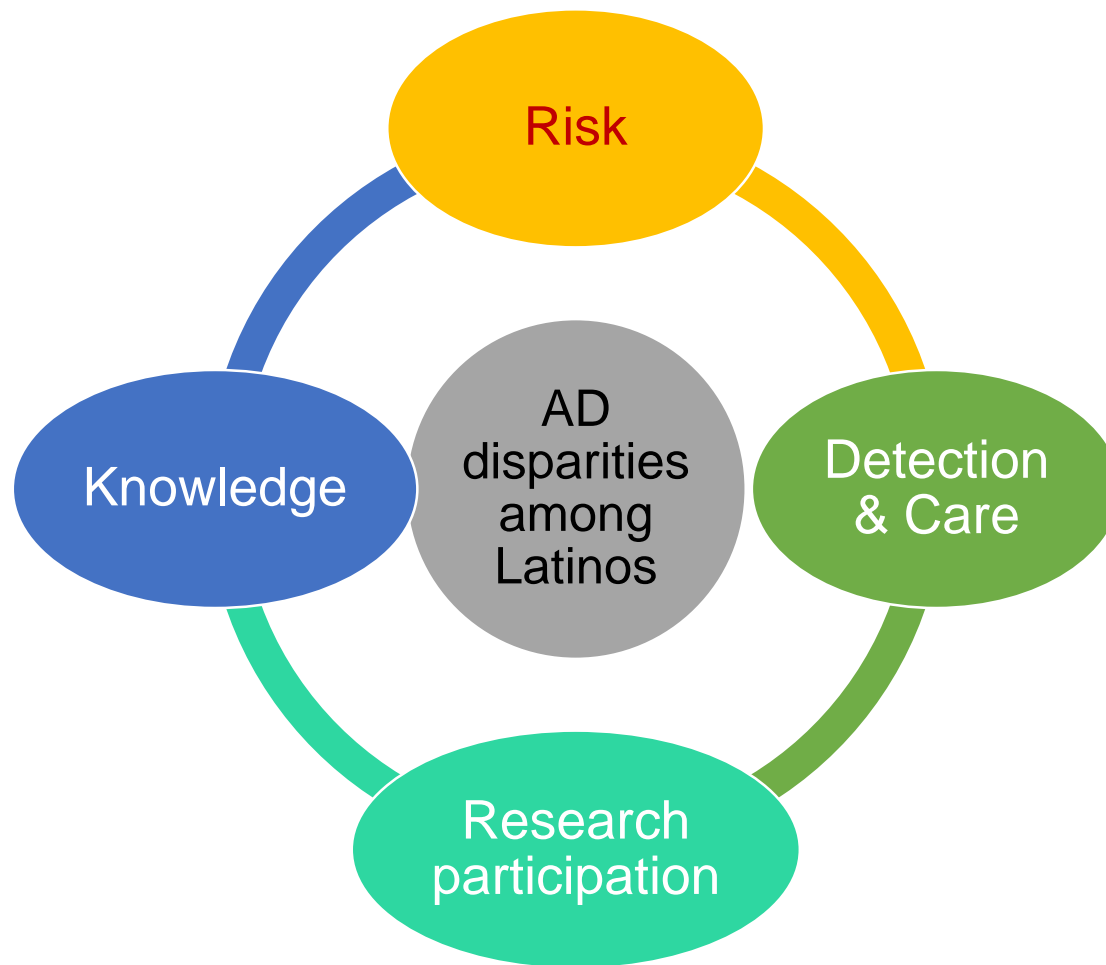 Risk
Knowledge
AD
disparities
among
Latinos
Detection
& Care
Research
participation